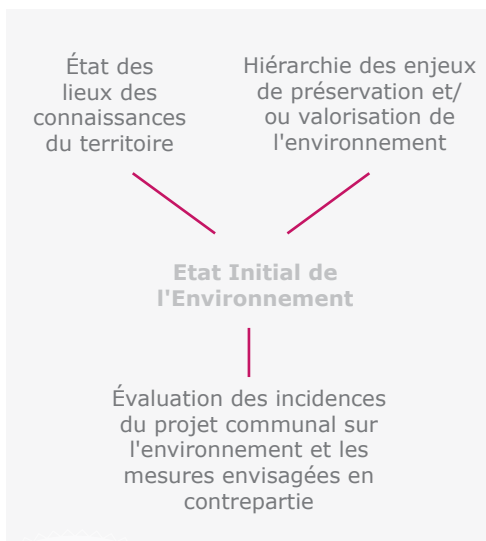 État des
lieux des
connaissances
du territoire
Hiérarchie des enjeux
de préservation et/
ou valorisation de
l'environnement
Etat Initial de
l'Environnement
Évaluation des incidences
du projet communal sur
l'environnement et les
mesures envisagées en
contrepartie